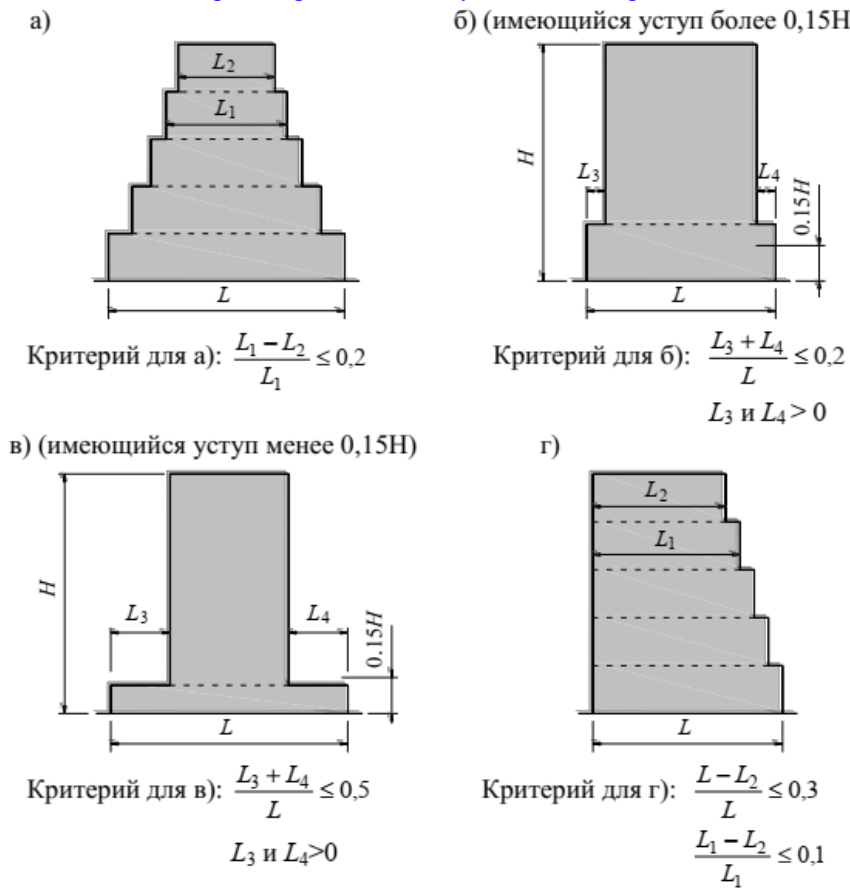 а)
б) (имеющийся уступ более 0,15Н
L2
L1
L
H
L3
L4
0.15H
L
Критерий для а): (L1 − L2)/L1 ≤ 0,2
Критерий для б): (L3 + L4)/L ≤ 0,2
L3 и L4 > 0
в) (имеющийся уступ менее 0,15Н)
г)
H
L3
L4
0.15H
L
L2
L1
L
Критерий для в): (L3 + L4)/L ≤ 0,5
L3 и L4>0
Критерий для г): (L − L2)/L ≤ 0,3
(L1 − L2)/L1 ≤ 0,1